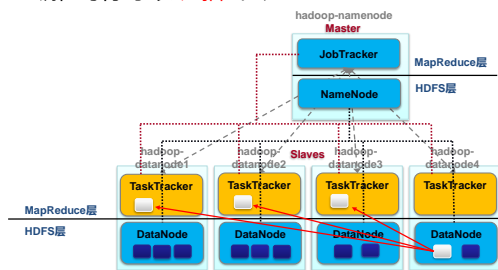 hadoop-namenode
Master
JobTracker
MapReduce层
HDFS层
NameNode
hadoop-datanode1
hadoop-datanode2
Slaves
hadoop-datanode3
hadoop-datanode4
TaskTracker
TaskTracker
TaskTracker
TaskTracker
MapReduce层
HDFS层
DataNode
DataNode
DataNode
DataNode